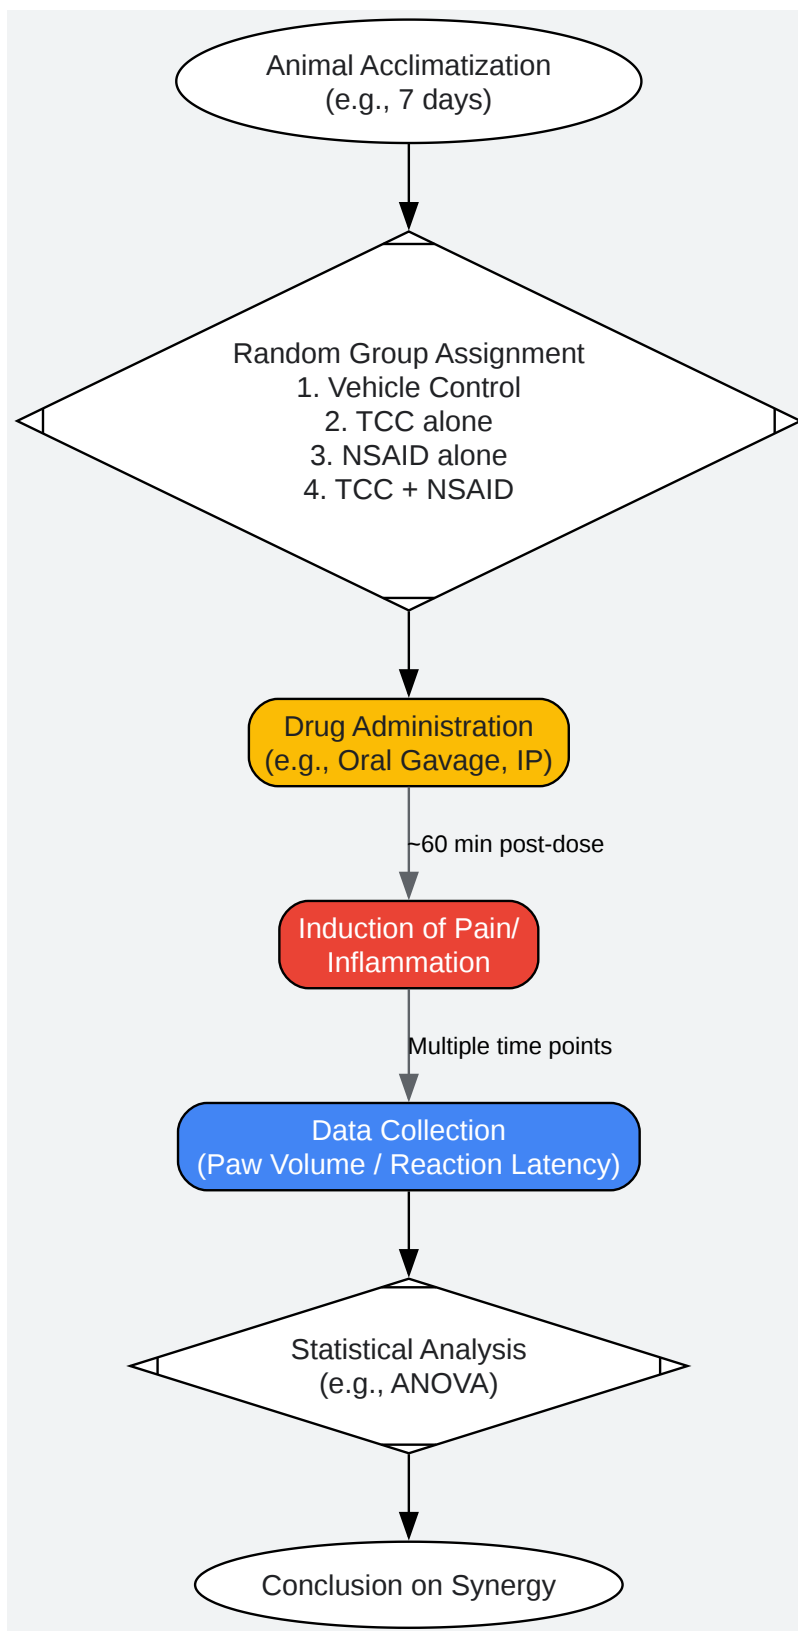 Animal Acclimatization
(e.g., 7 days)
Random Group Assignment
1. Vehicle Control
2. TCC alone
3. NSAID alone
4. TCC + NSAID
Drug Administration
(e.g., Oral Gavage, IP)
~60 min post-dose
Induction of Pain/
Inflammation
Multiple time points
Data Collection
(Paw Volume / Reaction Latency)
Statistical Analysis
(e.g., ANOVA)
Conclusion on Synergy